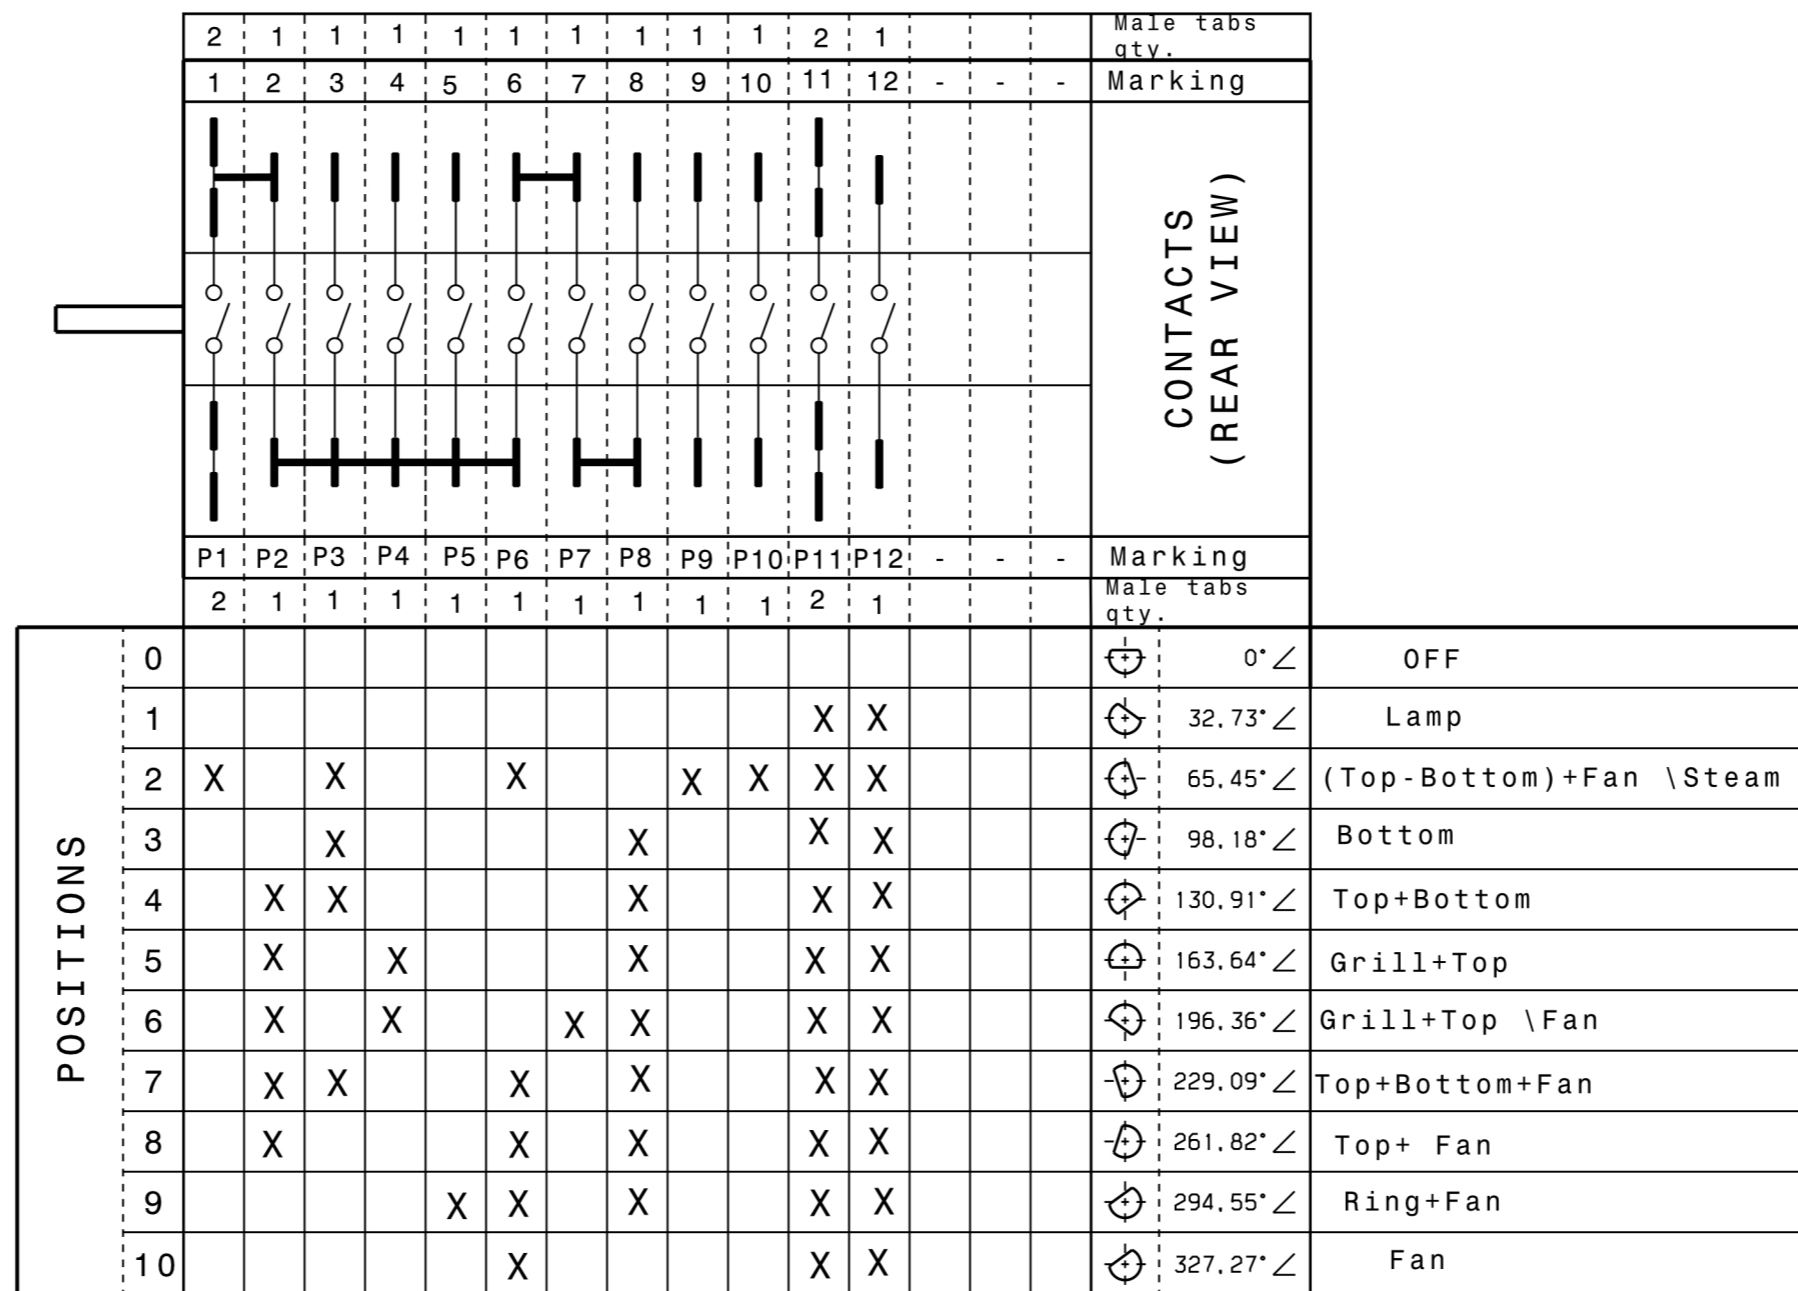 2 1 1 1 1 1 1 1 1 1 2 1 Male tabs qty.
1 2 3 4 5 6 7 8 9 10 11 12 - - - Marking
CONTACTS
(REAR VIEW)
P1 P2 P3 P4 P5 P6 P7 P8 P9 P10 P11 P12 - - - Marking
2 1 1 1 1 1 1 1 1 1 2 1 Male tabs qty.
POSITIONS
0 0°∠ OFF
1 X X 32,73°∠ Lamp
2 X X X X X X X 65,45°∠ (Top-Bottom)+Fan \Steam
3 X X X X 98,18°∠ Bottom
4 X X X X X 130,91°∠ Top+Bottom
5 X X X X X 163,64°∠ Grill+Top
6 X X X X X X 196,36°∠ Grill+Top \Fan
7 X X X X X X 229,09°∠ Top+Bottom+Fan
8 X X X X X 261,82°∠ Top+ Fan
9 X X X X X 294,55°∠ Ring+Fan
10 X X X 327,27°∠ Fan